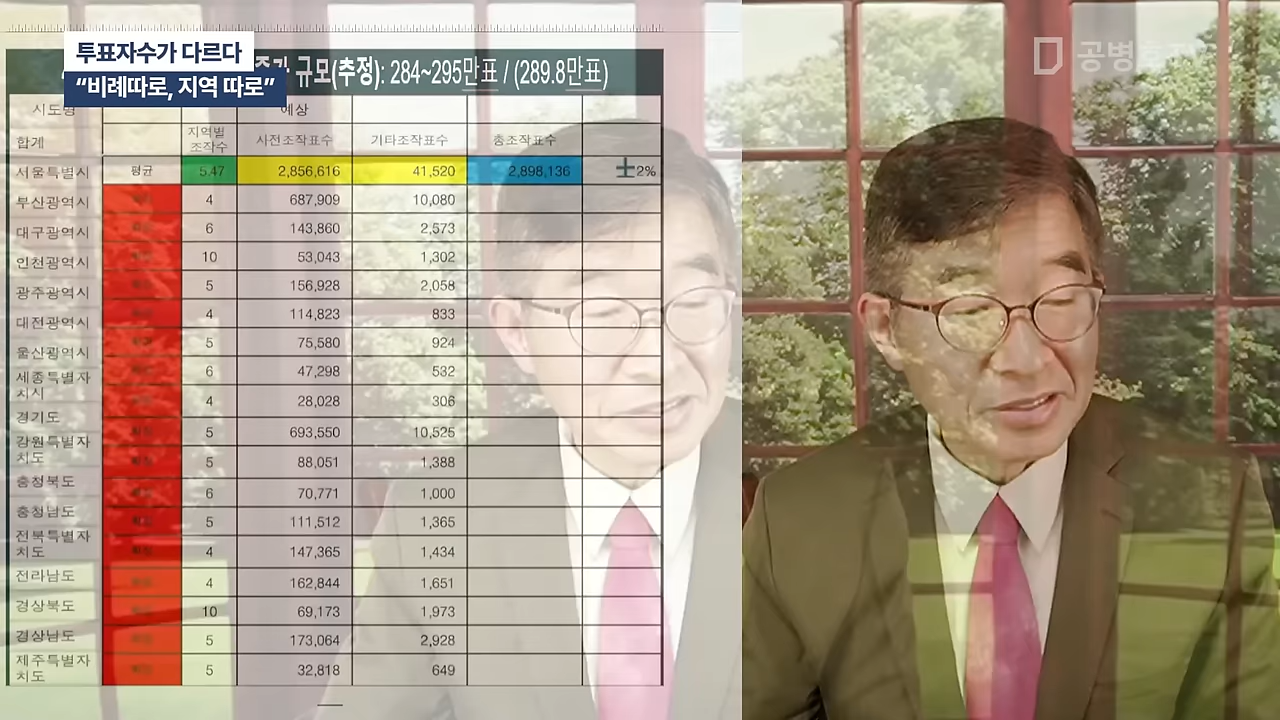 투표자수가 다르다
“비례따로, 지역 따로”
규모(추정): 284~295만표 / (289.8만표)
시도명 예상
합계 지역별 조작수 사전조작표수 기타조작표수 총조작표수
서울특별시 평균 5.47 2,856,616 41,520 2,898,136 ±2%
부산광역시 4 687,909 10,080
대구광역시 6 143,860 2,573
인천광역시 10 53,043 1,302
광주광역시 5 156,928 2,058
대전광역시 4 114,823 833
울산광역시 5 75,580 924
세종특별자치시 6 47,298 532
4 28,028 306
경기도 5 693,550 10,525
강원특별자치도 5 88,051 1,388
충청북도 6 70,771 1,000
충청남도 5 111,512 1,365
전북특별자치도 4 147,365 1,434
전라남도 4 162,844 1,651
경상북도 10 69,173 1,973
경상남도 5 173,064 2,928
제주특별자치도 5 32,818 649
공병호